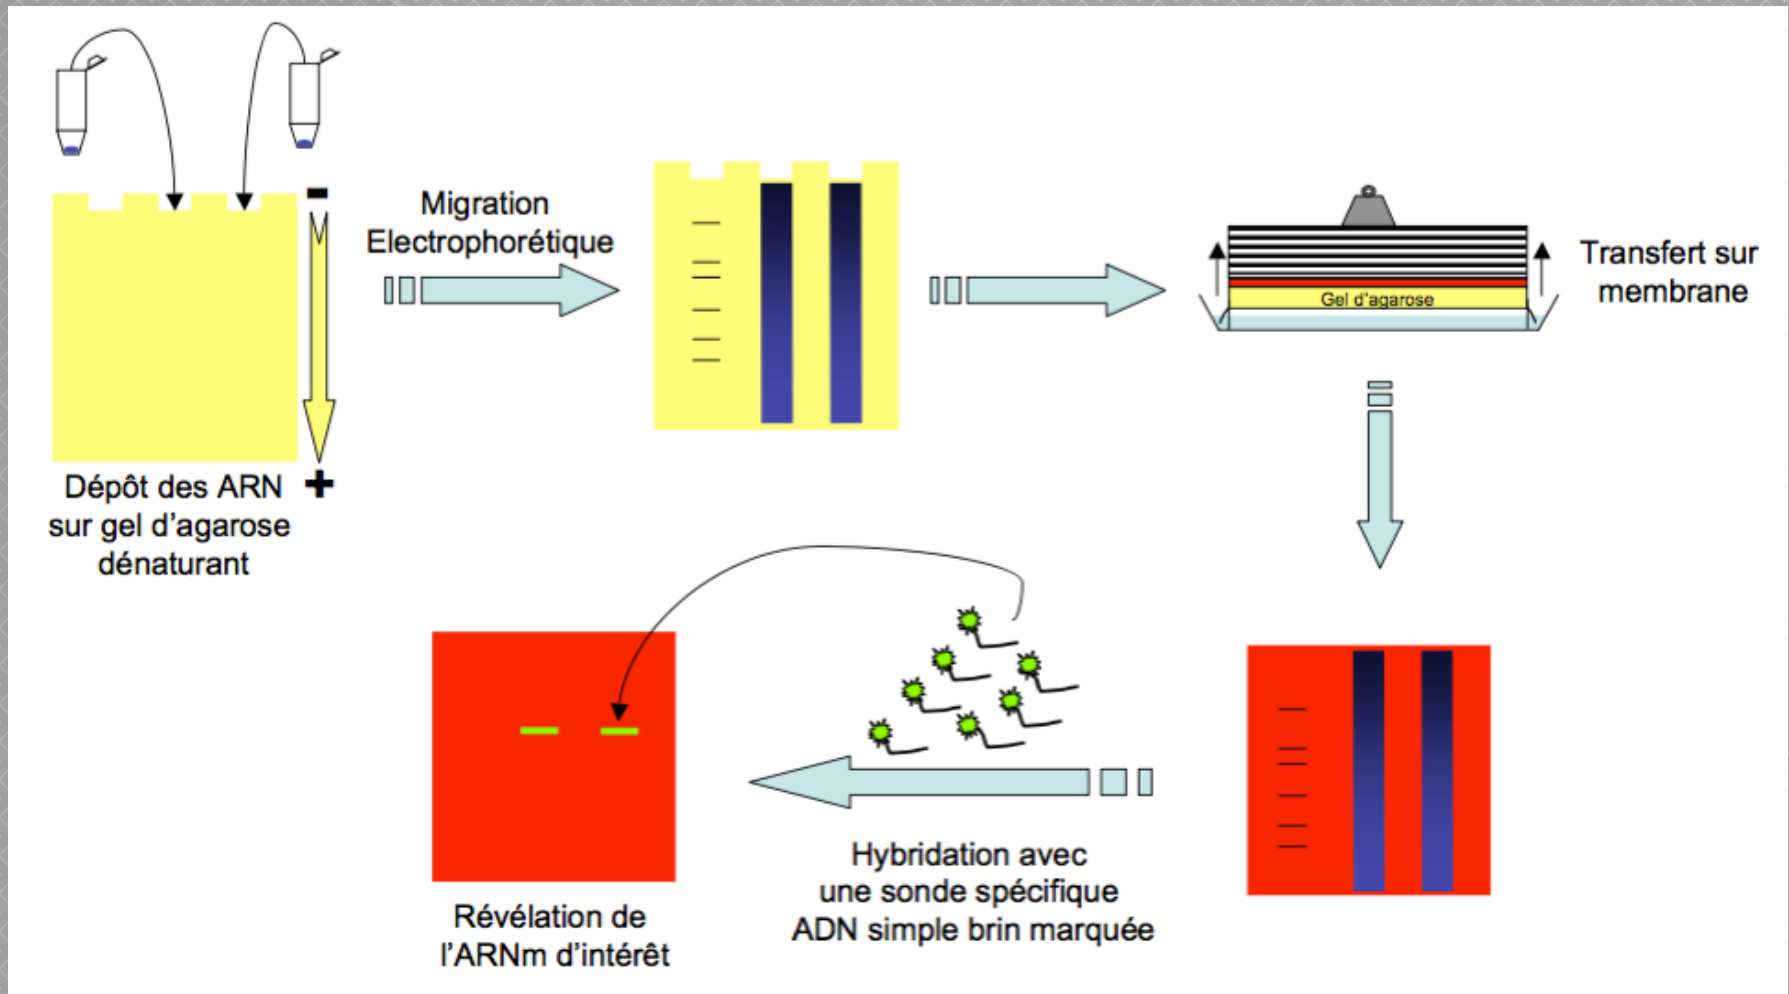 -
Migration
Electrophorétique
Gel d'agarose
Transfert sur
membrane
+
Dépôt des ARN
sur gel d'agarose
dénaturant
Hybridation avec
une sonde spécifique
ADN simple brin marquée
Révélation de
l'ARNm d'intérêt